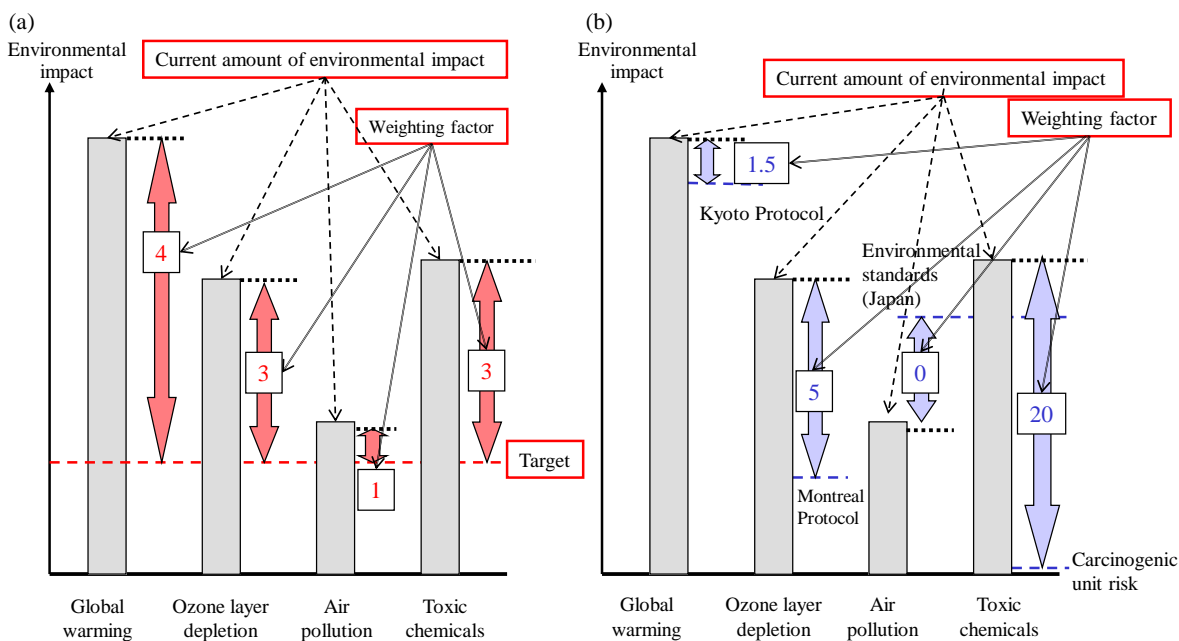 (a)
Environmental
impact
Current amount of environmental impact
Weighting factor
4
3
3
1
Target
Global
warming
Ozone layer
depletion
Air
pollution
Toxic
chemicals
(b)
Environmental
impact
Current amount of environmental impact
Weighting factor
1.5
Kyoto Protocol
Environmental
standards
(Japan)
5
0
20
Montreal
Protocol
Carcinogenic
unit risk
Global
warming
Ozone layer
depletion
Air
pollution
Toxic
chemicals